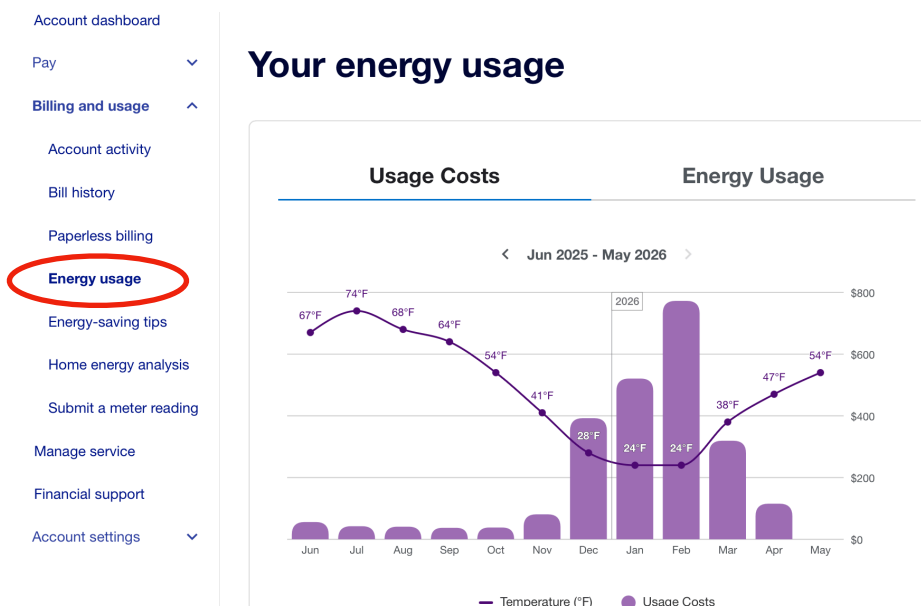 Account dashboard
Pay
Billing and usage
Account activity
Bill history
Paperless billing
Energy usage
Energy-saving tips
Home energy analysis
Submit a meter reading
Manage service
Financial support
Account settings
Your energy usage
Usage Costs Energy Usage
Jun 2025 - May 2026
67°F 74°F 68°F 64°F 54°F 41°F 28°F 24°F 24°F 38°F 47°F 54°F
2026
$800
$600
$400
$200
$0
Jun Jul Aug Sep Oct Nov Dec Jan Feb Mar Apr May
Temperature (°F) Usage Costs